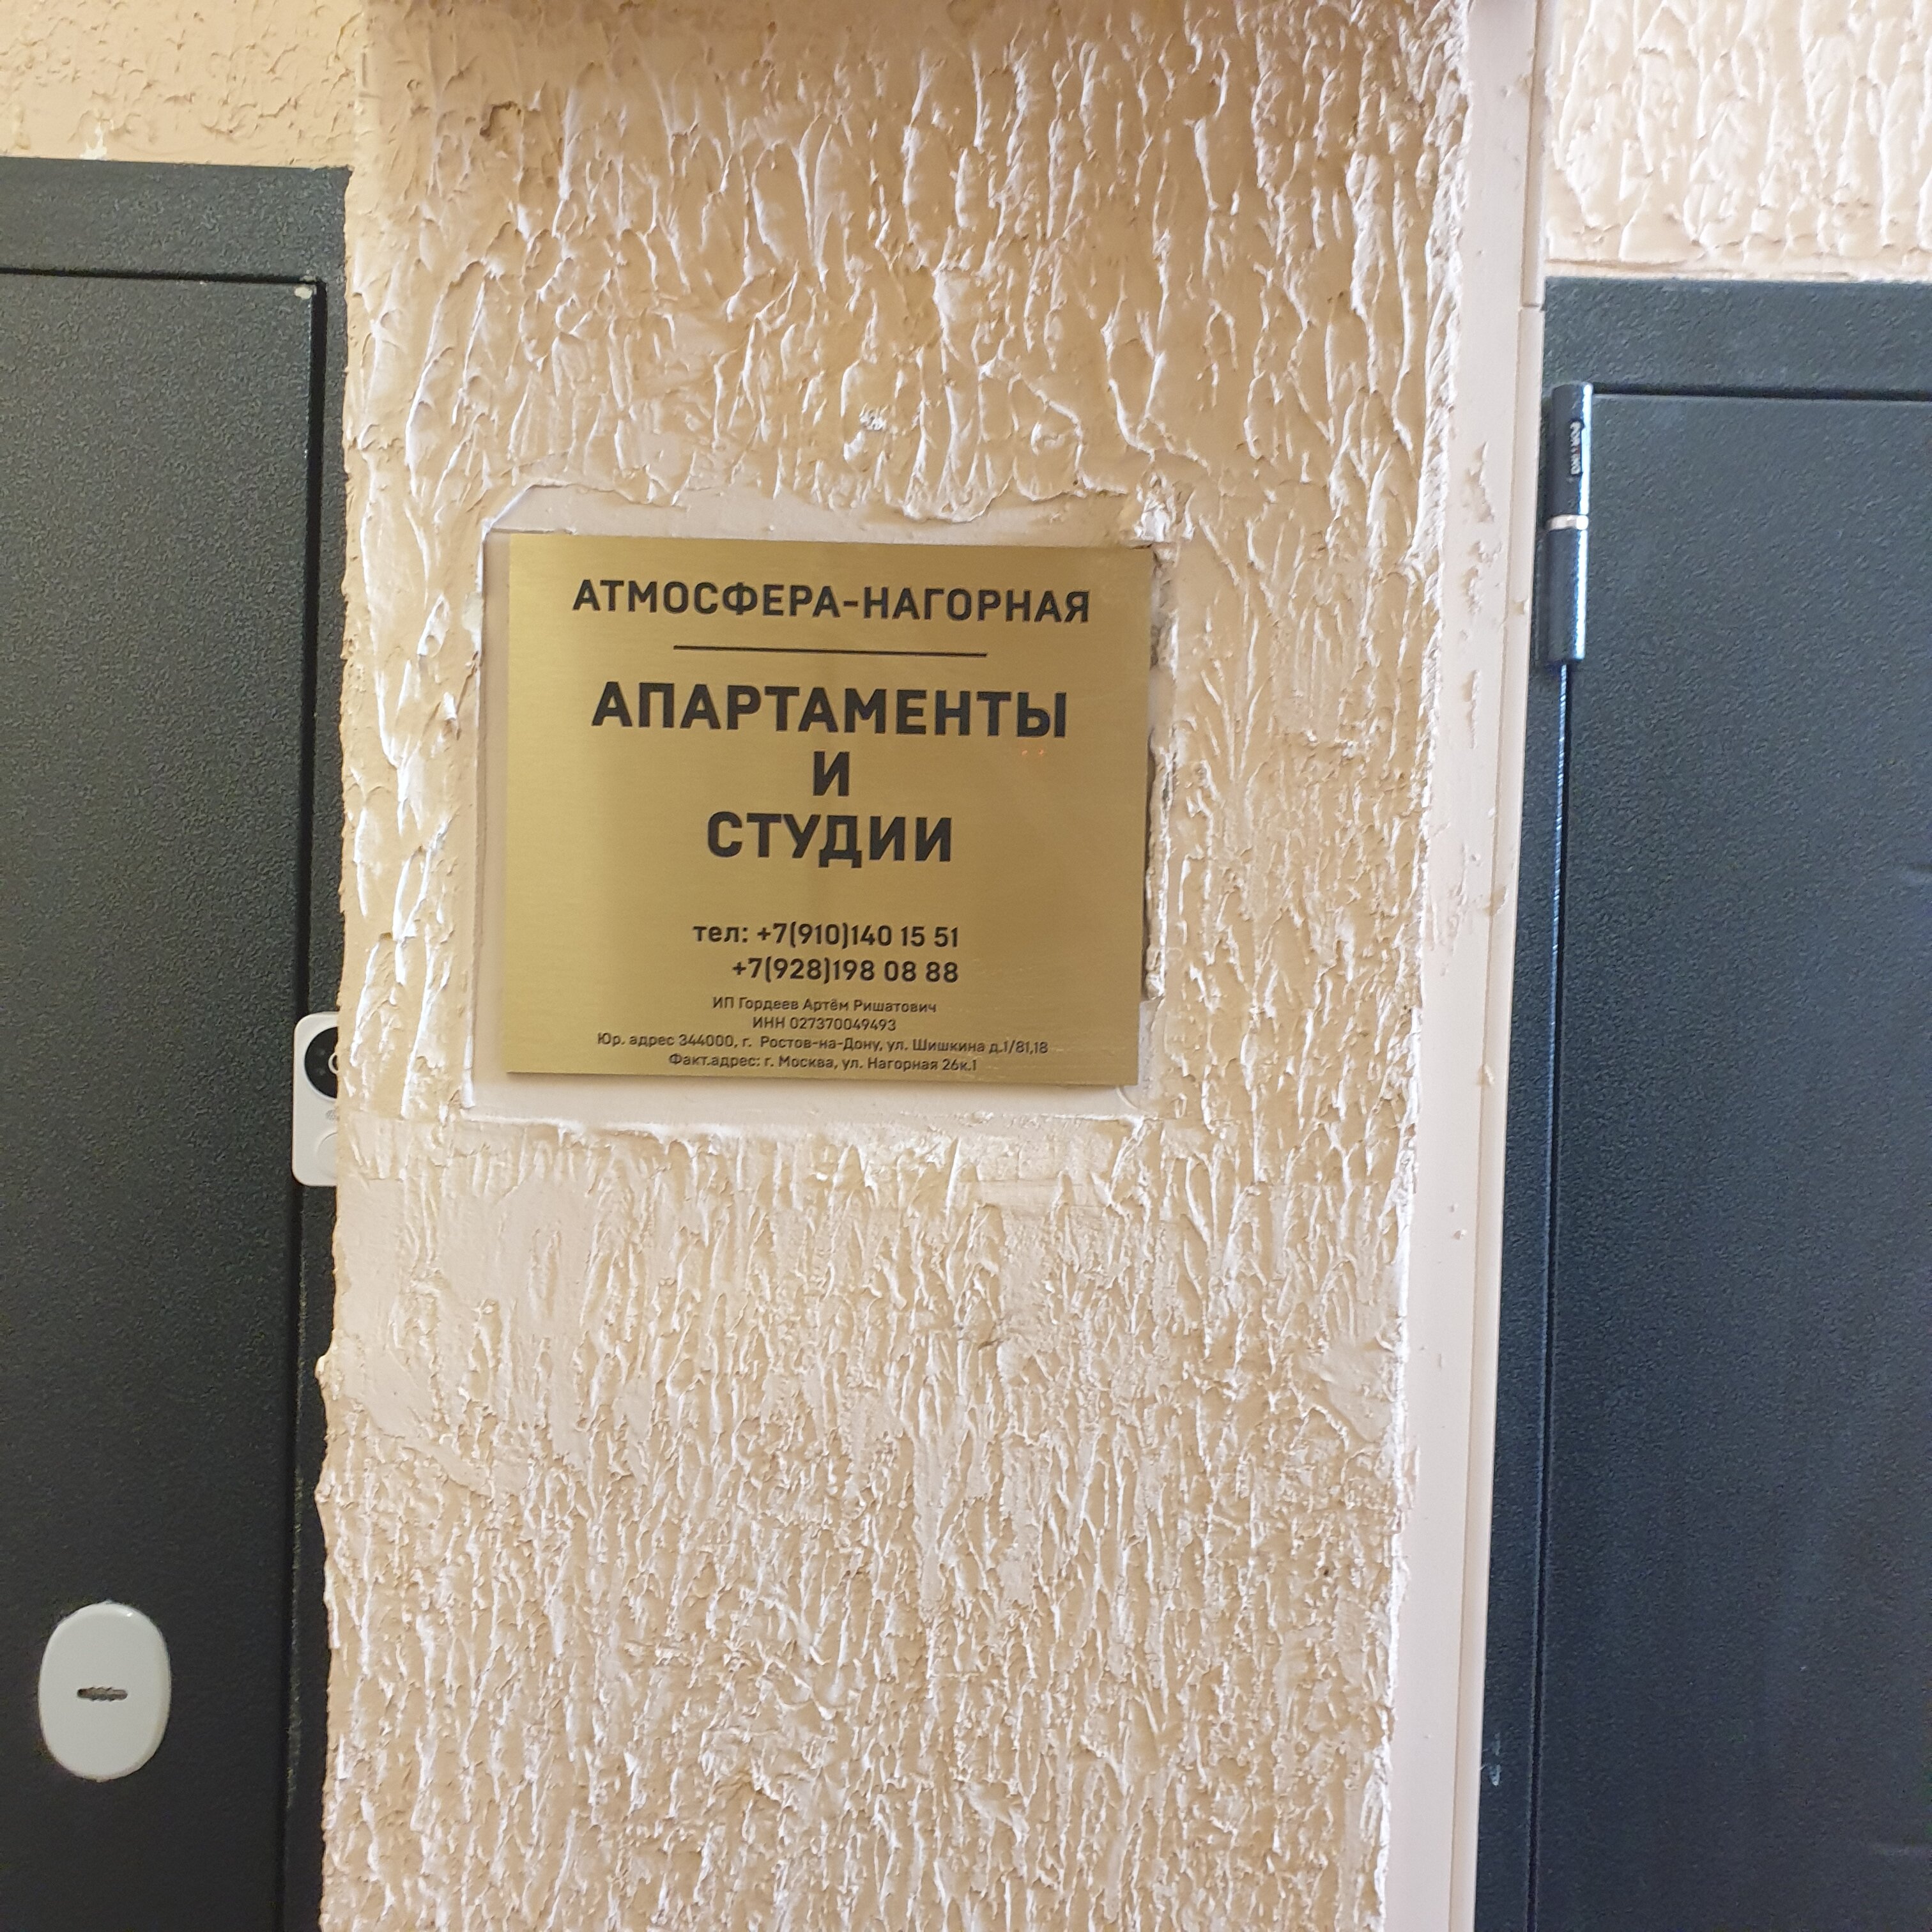 АТМОСФЕРА-НАГОРНАЯ
АПАРТАМЕНТЫ
И
СТУДИИ
тел: +7(910)140 15 51
+7(928)198 08 88
ИП Гордеев Артём Ришатович
ИНН 027370049493
Юр. адрес 344000, г. Ростов-на-Дону, ул. Шишкина д.1/81,18
Факт.адрес: г. Москва, ул. Нагорная 26к.1